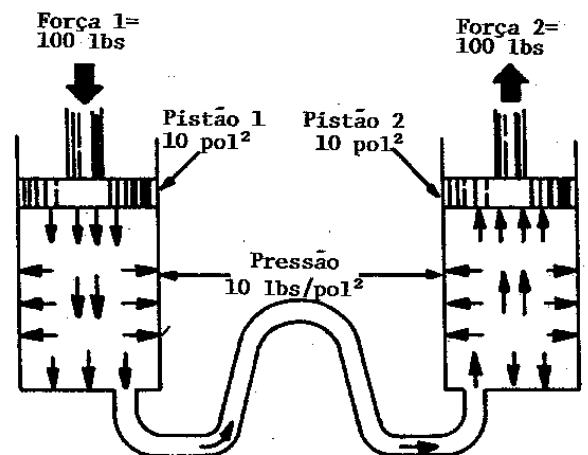 Força 1=
100 lbs
Força 2=
100 lbs
Pistão 1
10 pol²
Pistão 2
10 pol²
Pressão
10 lbs/pol²